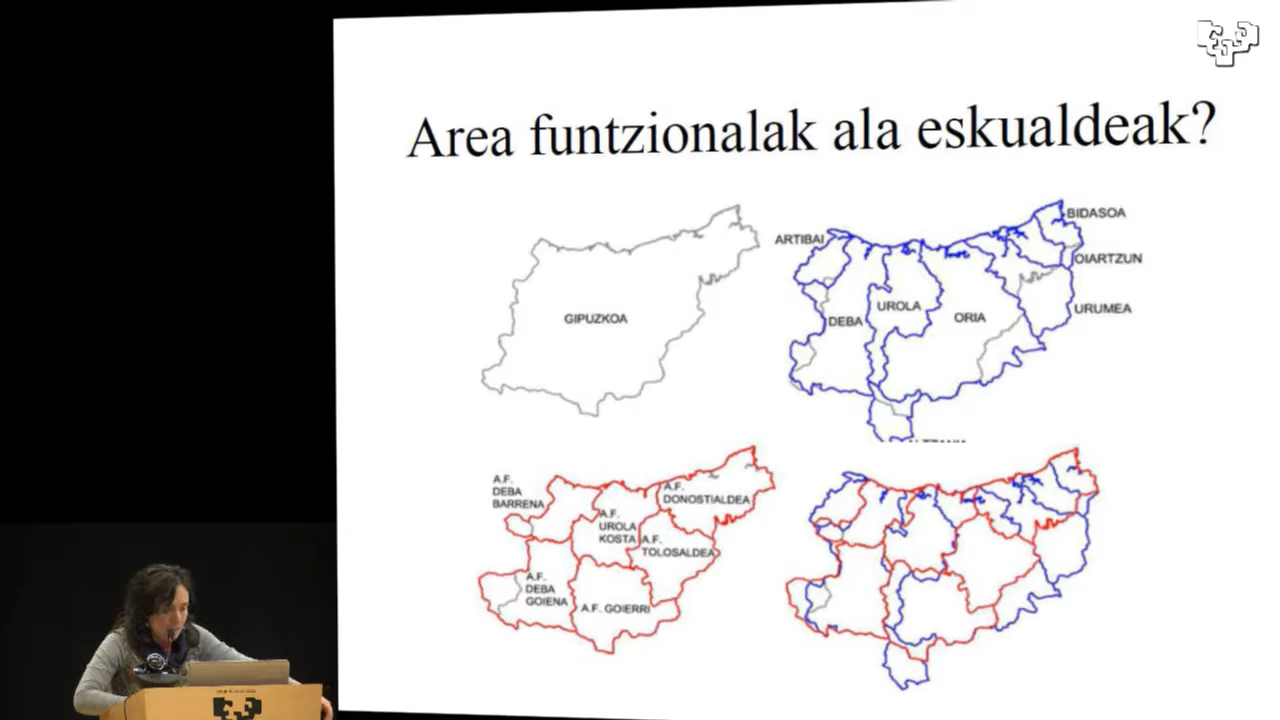 Area funtzionalak ala eskualdeak?
GIPUZKOA
ARTIBAI
BIDASOA
OIARTZUN
URUMEA
DEBA
UROLA
ORIA
A.F.
DEBA
BARRENA
A.F.
UROLA
KOSTA
A.F.
DONOSTIALDEA
A.F.
TOLOSALDEA
A.F.
DEBA
GOIENA
A.F. GOIERRI